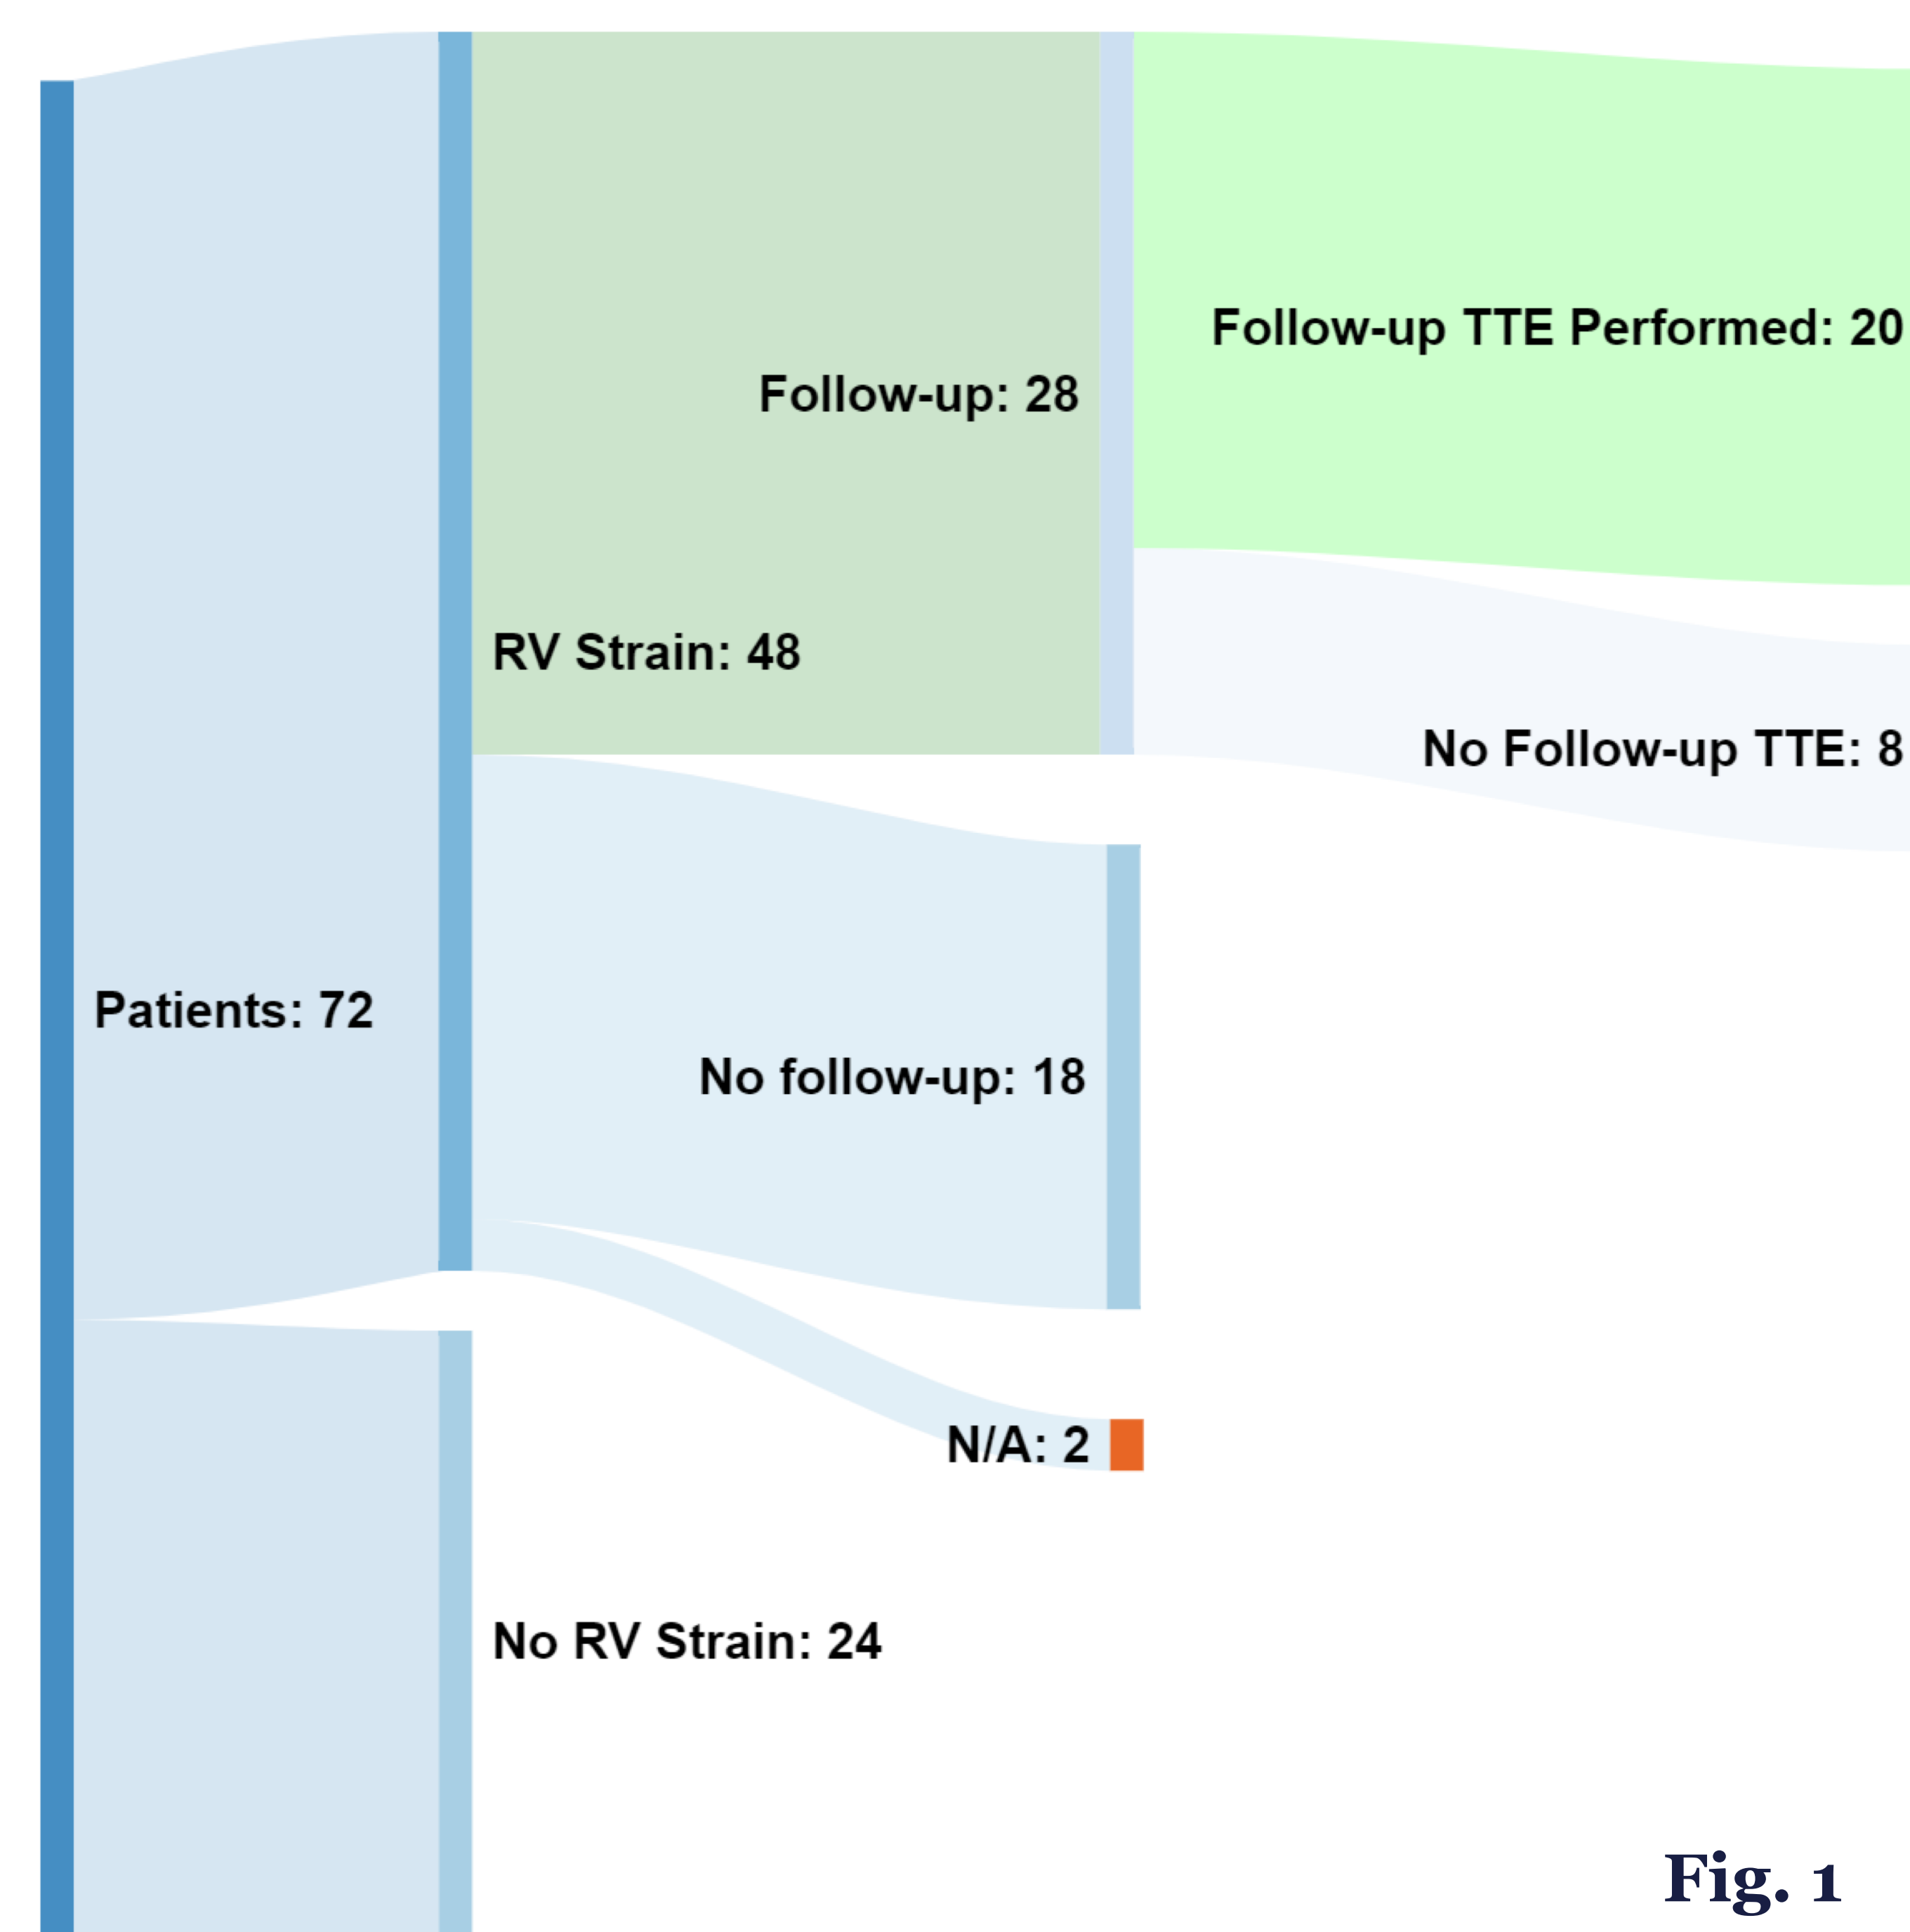 Follow-up TTE Performed: 20
Follow-up: 28
RV Strain: 48
No Follow-up TTE: 8
Patients: 72
No follow-up: 18
N/A: 2
No RV Strain: 24
Fig. 1